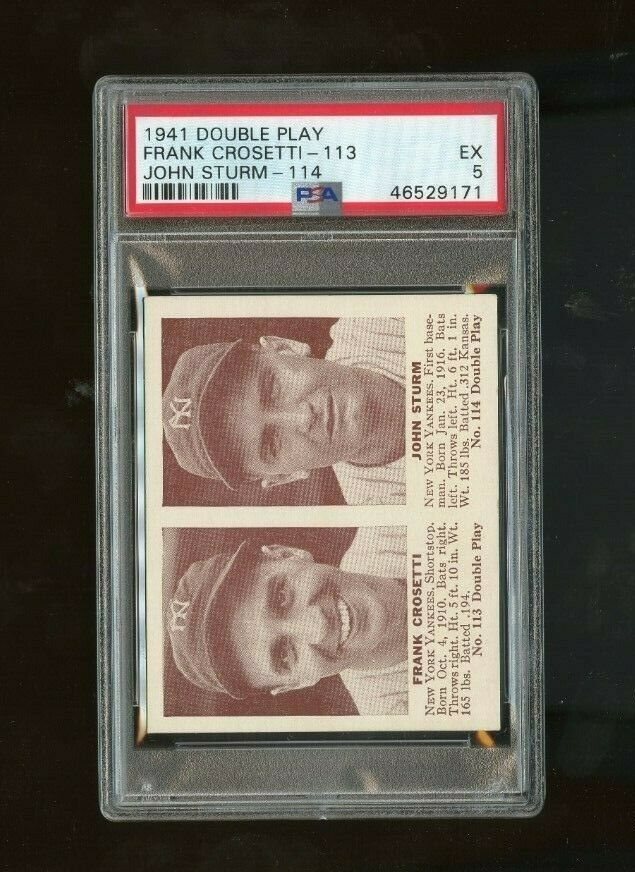 1941 DOUBLE PLAY
FRANK CROSETTI - 113 EX
JOHN STURM - 114 5
PSA 46529171
FRANK CROSETTI
NEW YORK YANKEES. Shortstop.
Born Oct. 4, 1910. Bats right.
Throws right. Ht. 5 ft. 10 in. Wt.
165 lbs. Batted .194.
No. 113 Double Play
JOHN STURM
NEW YORK YANKEES. First base-
man. Born Jan. 23, 1916. Bats
left. Throws left. Ht. 6 ft. 1 in.
Wt. 185 lbs. Batted .312 Kansas.
No. 114 Double Play
NY
NY